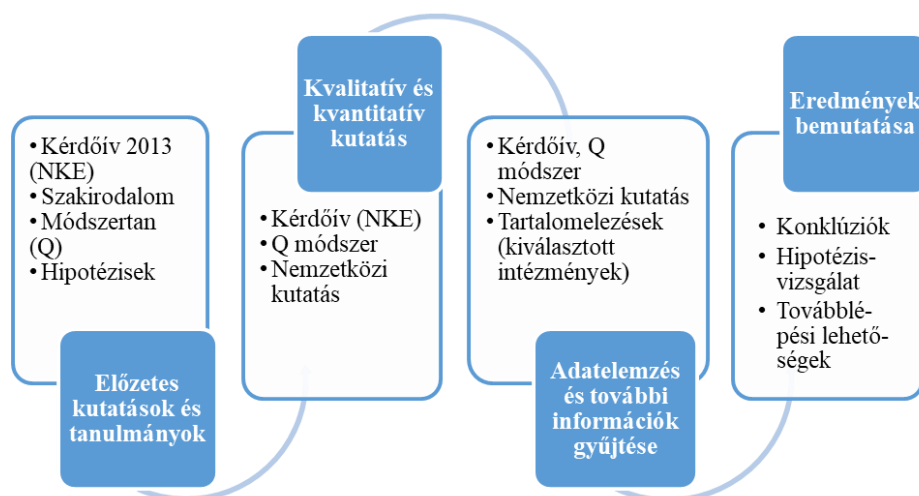 • Kérdőív 2013
(NKE)
• Szakirodalom
• Módszertan
(Q)
• Hipotézisek
Előzetes
kutatások és
tanulmányok
Kvalitatív és
kvantitatív
kutatás
• Kérdőív (NKE)
• Q módszer
• Nemzetközi
kutatás
• Kérdőív, Q
módszer
• Nemzetközi kutatás
• Tartalomelezések
(kiválasztott
intézmények)
Adatelemzés
és további
információk
gyűjtése
Eredmények
bemutatása
• Konklúziók
• Hipotézis-
vizsgálat
• Továbblé-
pési lehető-
ségek